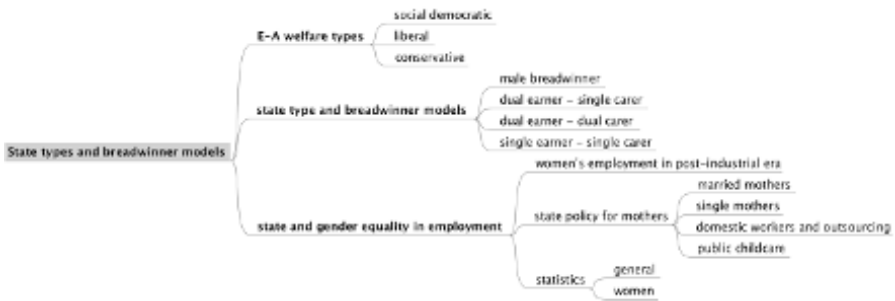 State types and breadwinner models
E-A welfare types
social democratic
liberal
conservative
state type and breadwinner models
male breadwinner
dual earner - single carer
dual earner - dual carer
single earner - single carer
state and gender equality in employment
women's employment in post-industrial era
state policy for mothers
married mothers
single mothers
domestic workers and outsourcing
public childcare
statistics
general
women